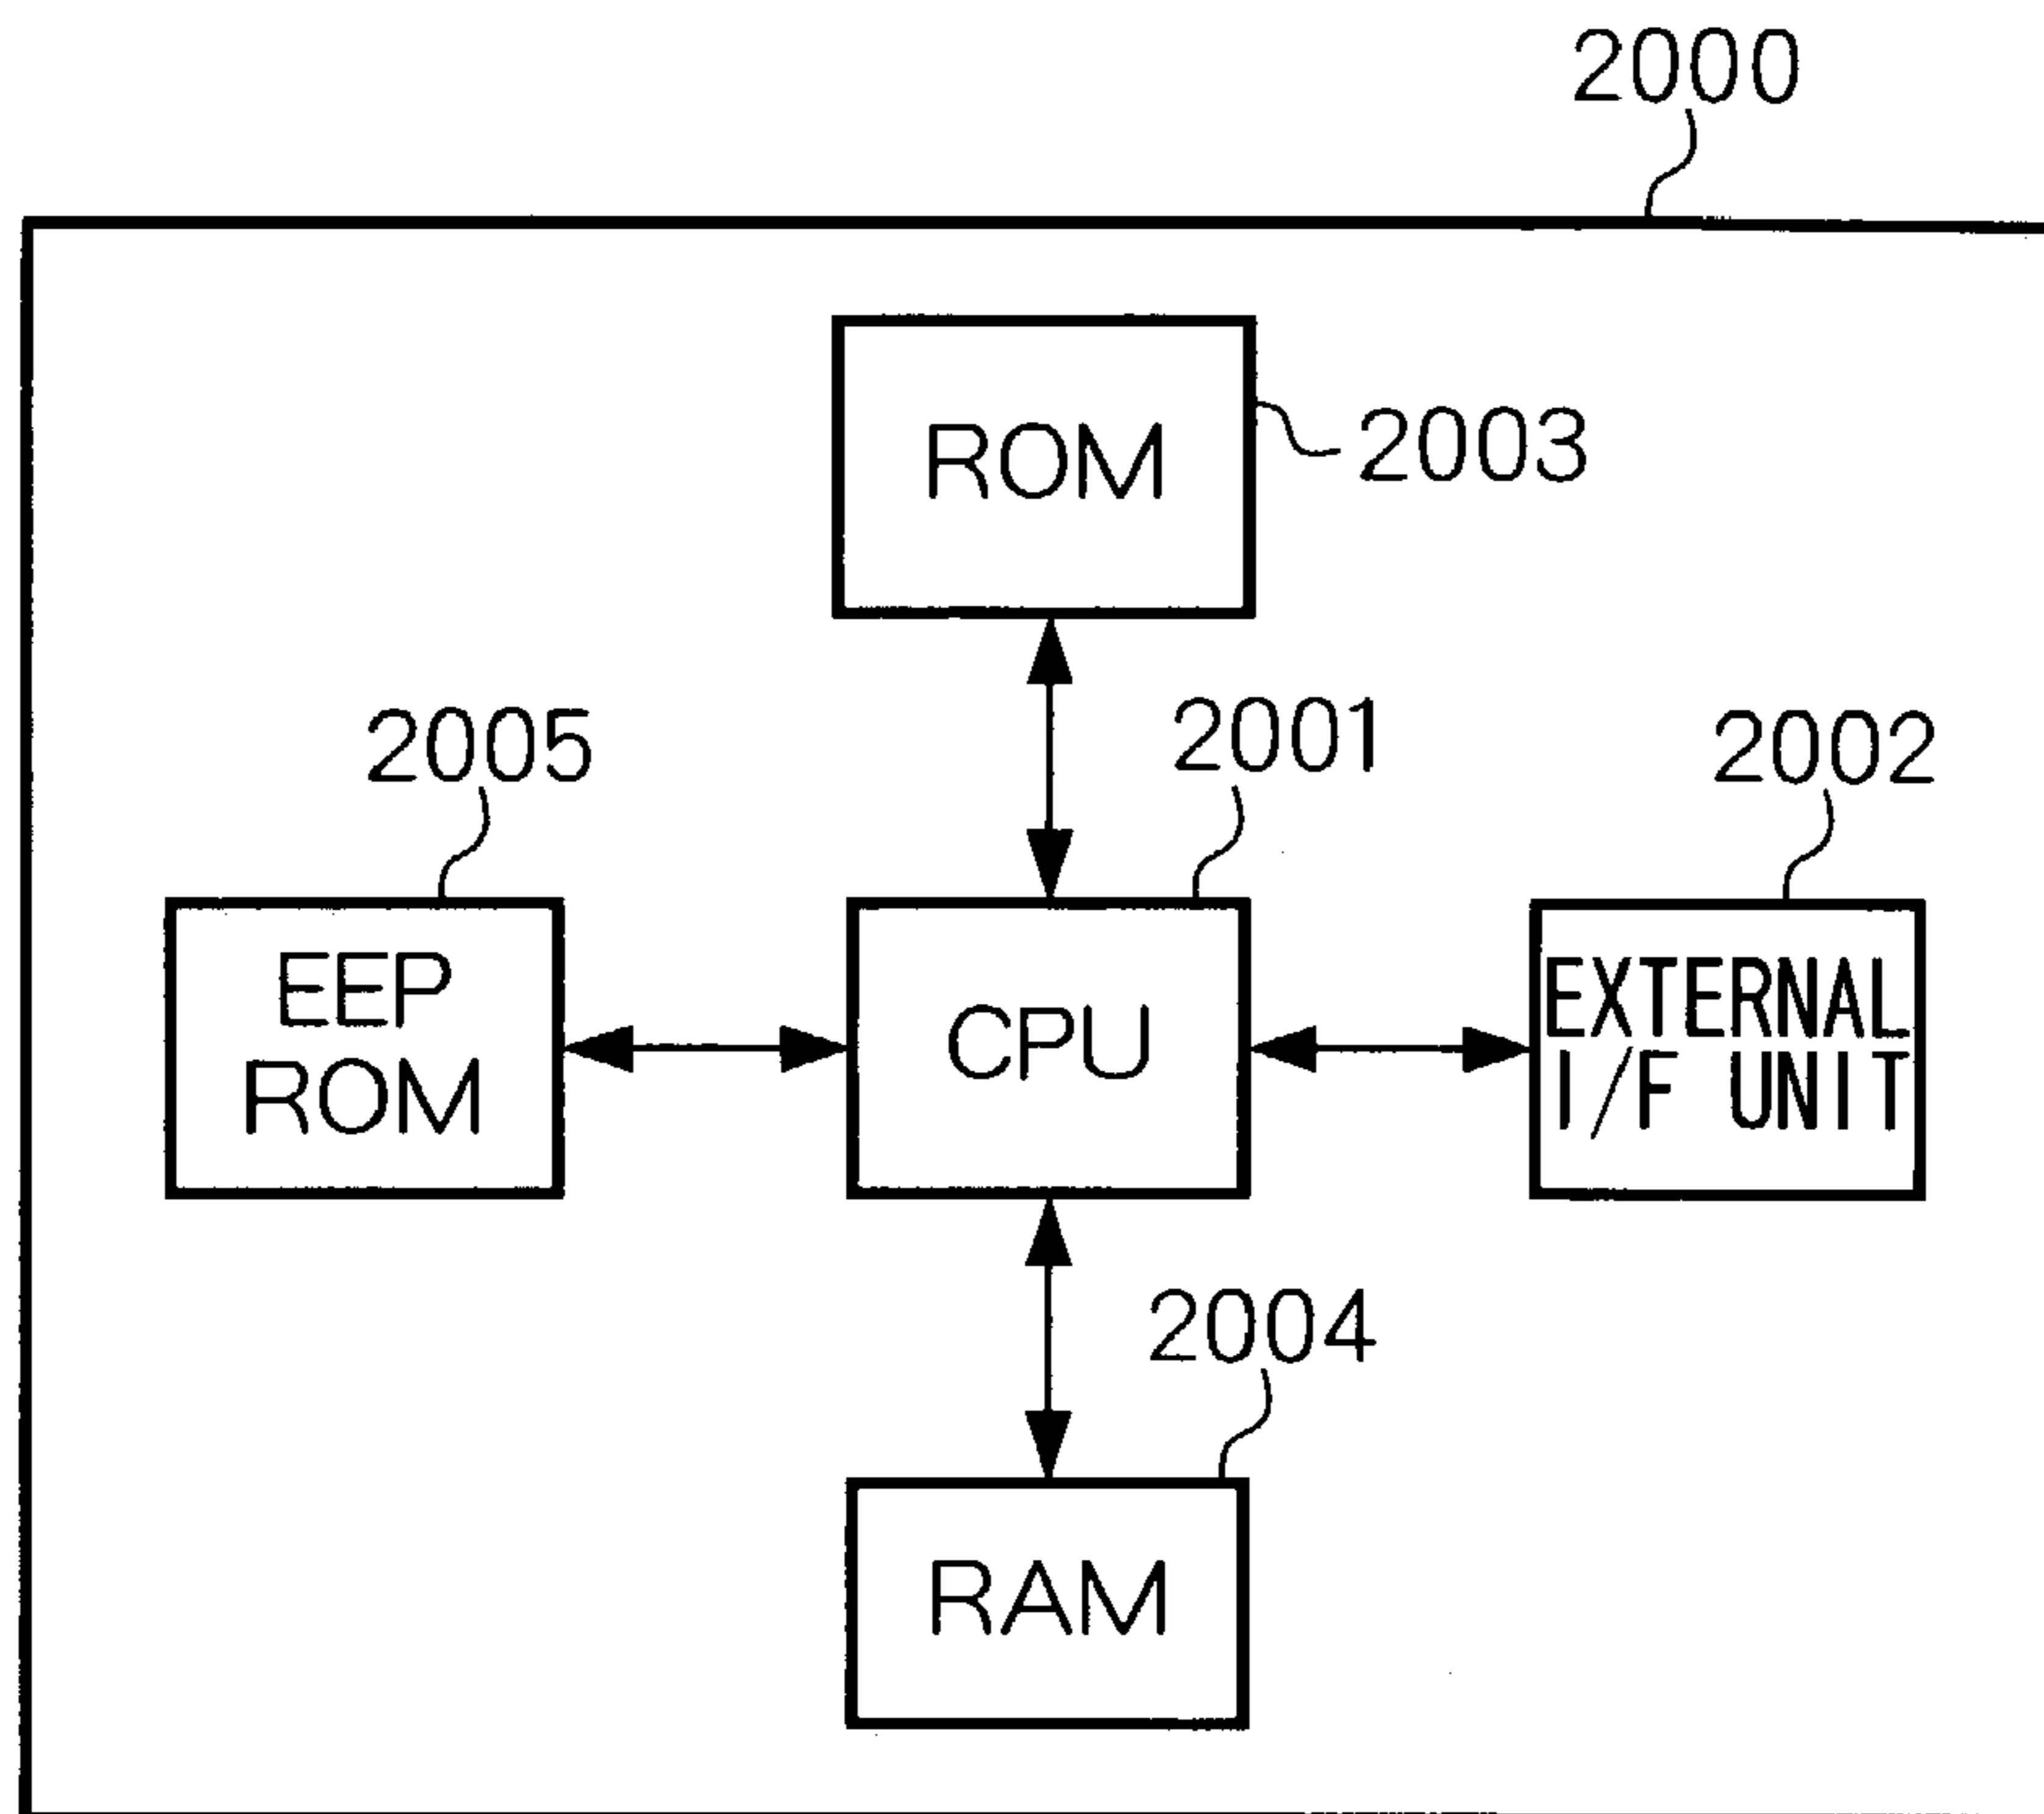 2000
ROM
2003
2005
2001
2002
EEP
ROM
CPU
EXTERNAL
I/F UNIT
2004
RAM